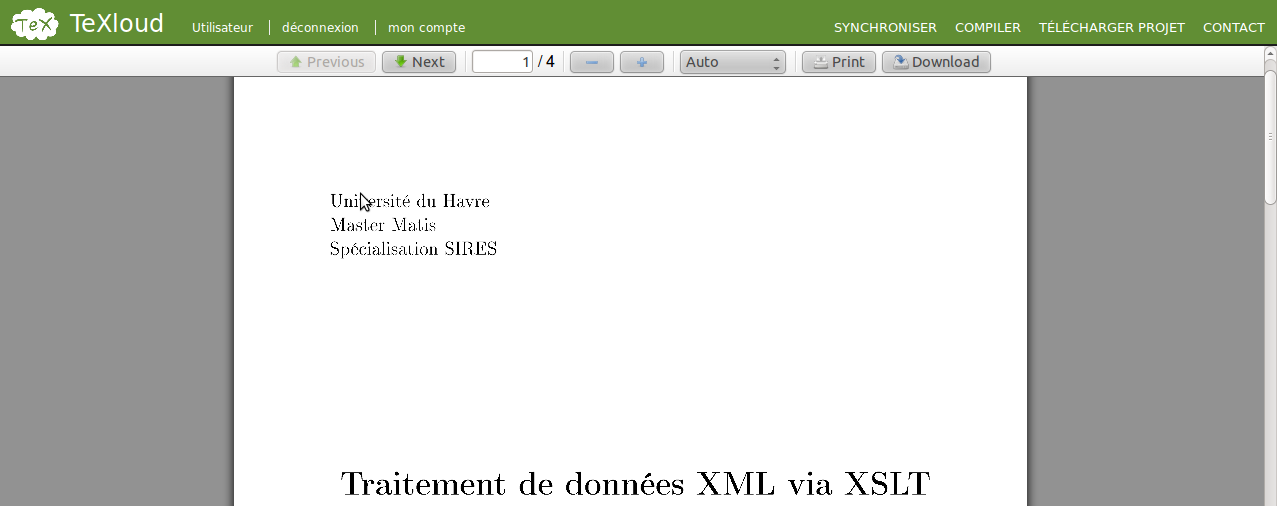 TeX TeXloud Utilisateur déconnexion mon compte SYNCHRONISER COMPILER TÉLÉCHARGER PROJET CONTACT
Previous Next 1 / 4 Auto Print Download
Université du Havre
Master Matis
Spécialisation SIRES
Traitement de données XML via XSLT